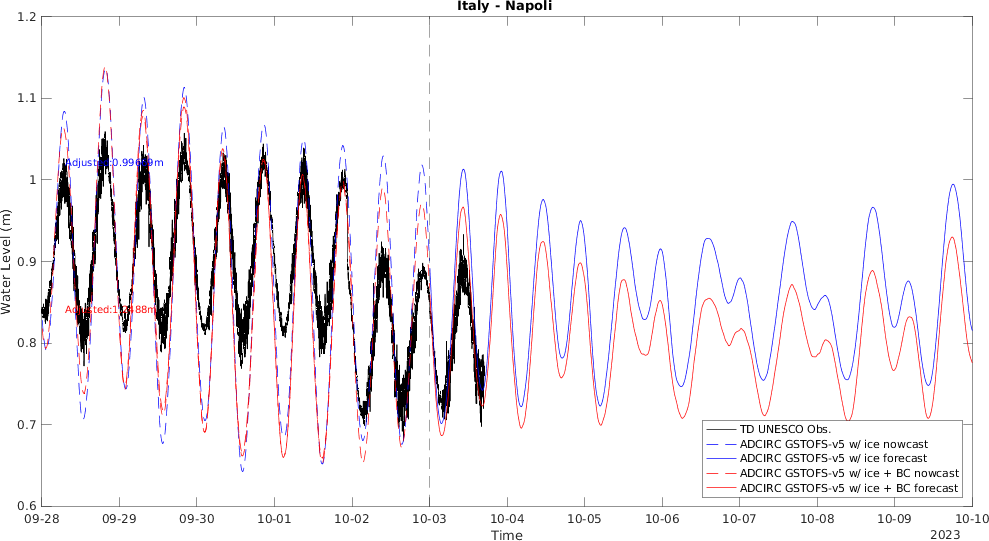 Italy - Napoli
1.2
1.1
1
0.9
0.8
0.7
0.6
Water Level (m)
TD UNESCO Obs.
ADCIRC GSTOFS-v5 w/ ice nowcast
ADCIRC GSTOFS-v5 w/ ice forecast
ADCIRC GSTOFS-v5 w/ ice + BC nowcast
ADCIRC GSTOFS-v5 w/ ice + BC forecast
09-28 09-29 09-30 10-01 10-02 10-03 10-04 10-05 10-06 10-07 10-08 10-09 10-10
Time
2023